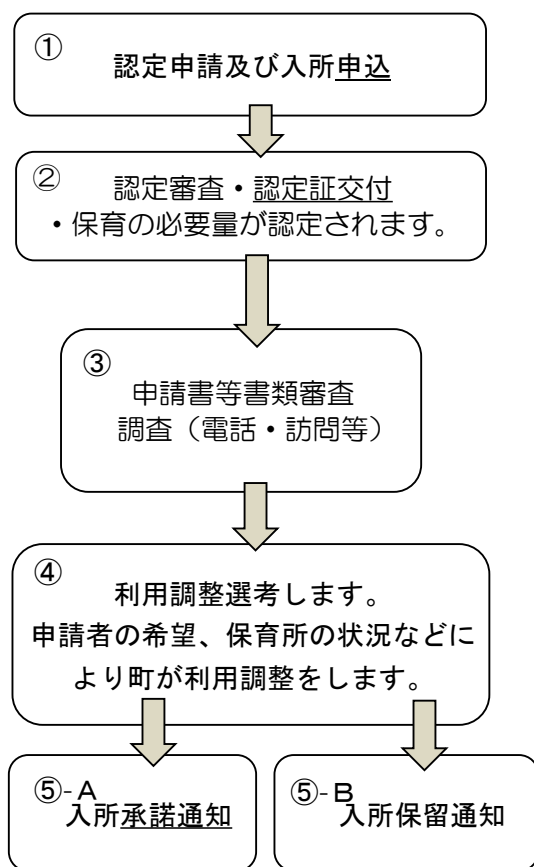 ①
認定申請及び入所申込
②
認定審査・認定証交付
・保育の必要量が認定されます。
③
申請書等書類審査
調査（電話・訪問等）
④
利用調整選考します。
申請者の希望、保育所の状況などに
より町が利用調整をします。
⑤-A
入所承諾通知
⑤-B
入所保留通知